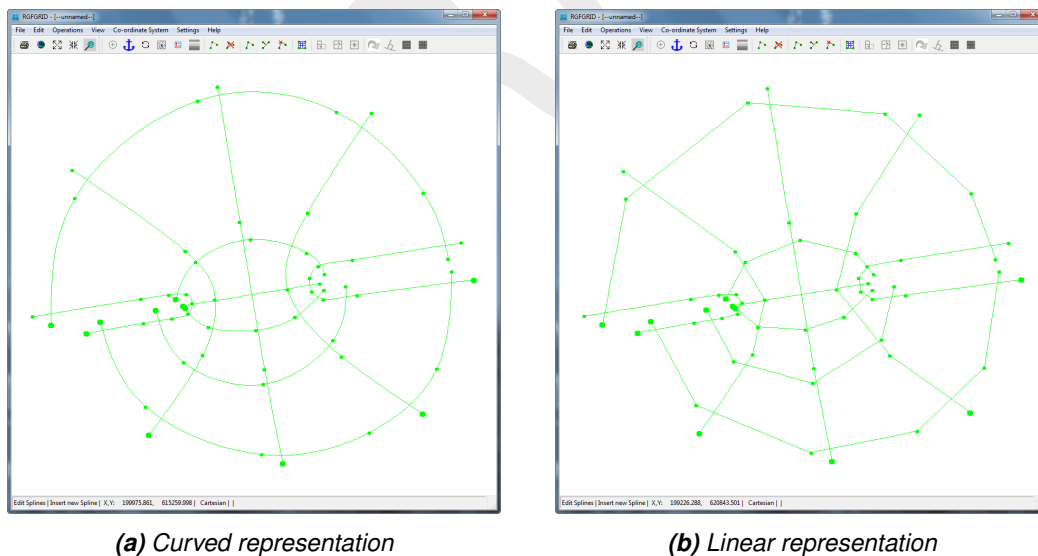 RGFGRID - [--unnamed--]
File Edit Operations View Co-ordinate System Settings Help
Edit Splines | Insert new Spline | X,Y: 199975.861, 615259.998 | Cartesian | |
(a) Curved representation
RGFGRID - [--unnamed--]
File Edit Operations View Co-ordinate System Settings Help
Edit Splines | Insert new Spline | X,Y: 199226.288, 620843.501 | Cartesian | |
(b) Linear representation